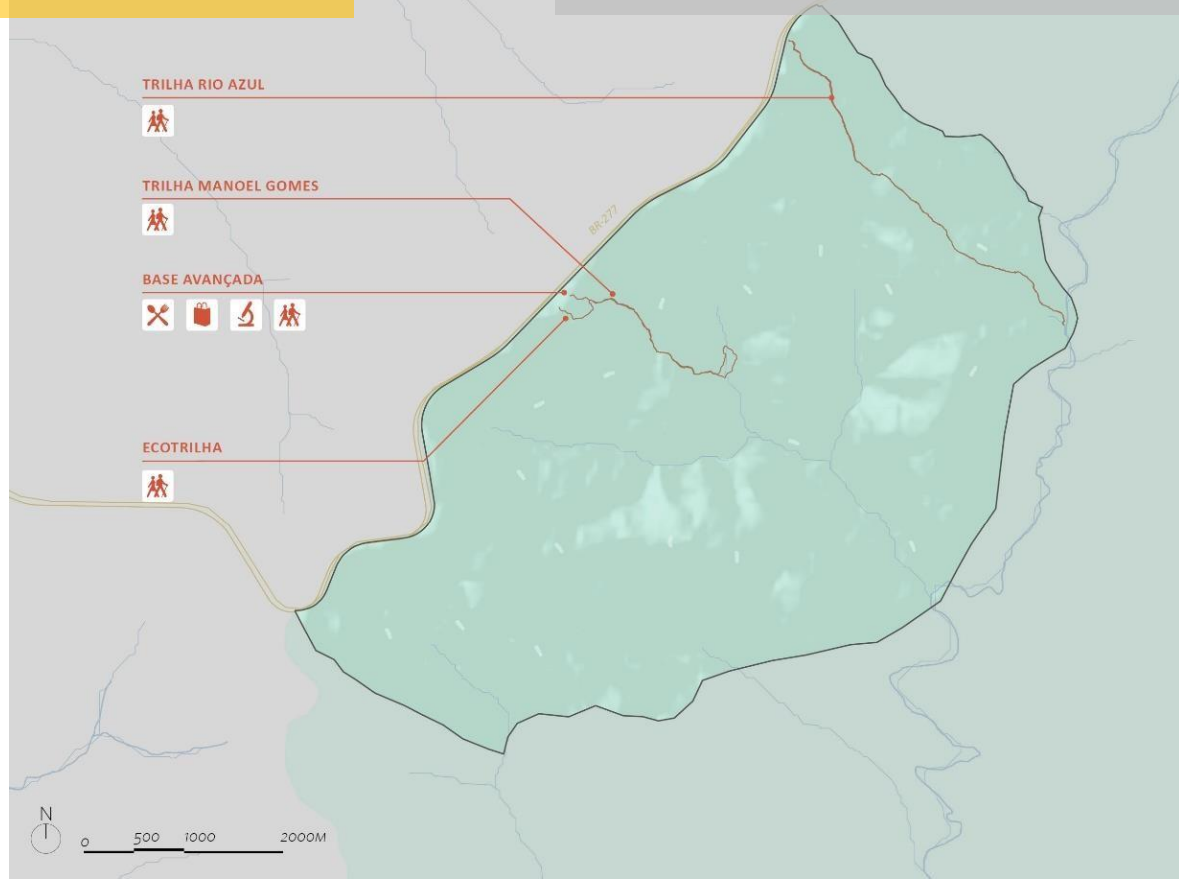 TRILHA RIO AZUL
TRILHA MANOEL GOMES
BR-277
BASE AVANÇADA
ECOTRILHA
N
0 500 1000 2000M